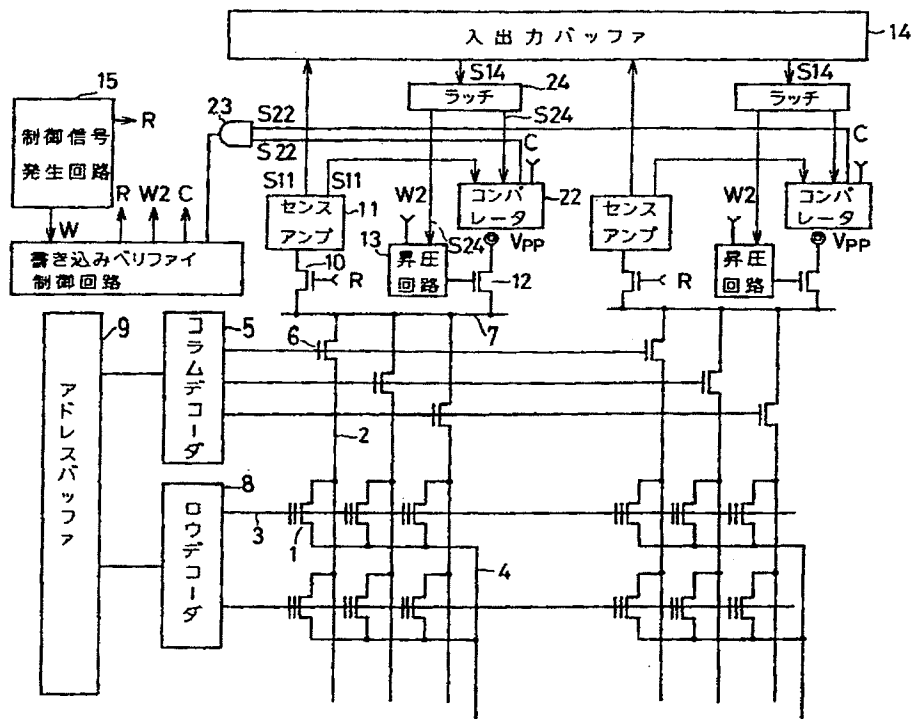 入出力バッファ
14
15
制御信号
発生回路
R
W
R
W2
C
書き込みベリファイ
制御回路
23
S22
S22
S14
24
ラッチ
S24
C
S11
S11
センス
アンプ
11
コンパ
レータ
22
W2
S24
VPP
13
昇圧
回路
12
10
R
7
S14
ラッチ
C
センス
アンプ
コンパ
レータ
W2
VPP
昇圧
回路
R
9
アドレスバッファ
5
コラムデコーダ
6
2
8
ロウデコーダ
3
1
4